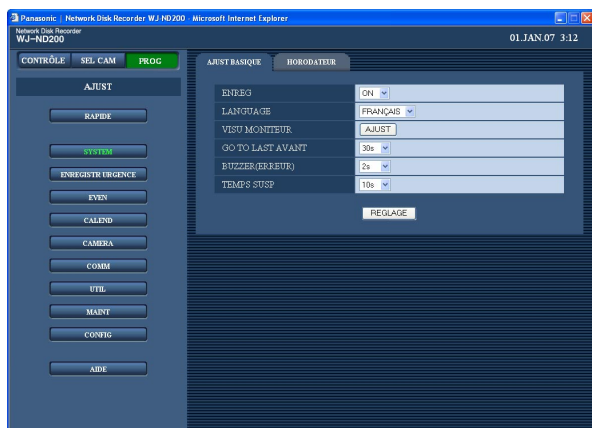 Panasonic | Network Disk Recorder WJ-ND200 - Microsoft Internet Explorer
Network Disk Recorder
WJ-ND200
01.JAN.07 3:12
CONTRÔLE SEL CAM PROG
AJUST
RAPIDE
SYSTEM
ENREGISTR URGENCE
EVEN
CALEND
CAMERA
COMM
UTIL
MAINT
CONFIG
AIDE
AJUST BASIQUE HORODATEUR
ENREG ON
LANGUAGE FRANÇAIS
VISU MONITEUR AJUST
GO TO LAST AVANT 30s
BUZZER(ERREUR) 2s
TEMPS SUSP 10s
REGLAGE